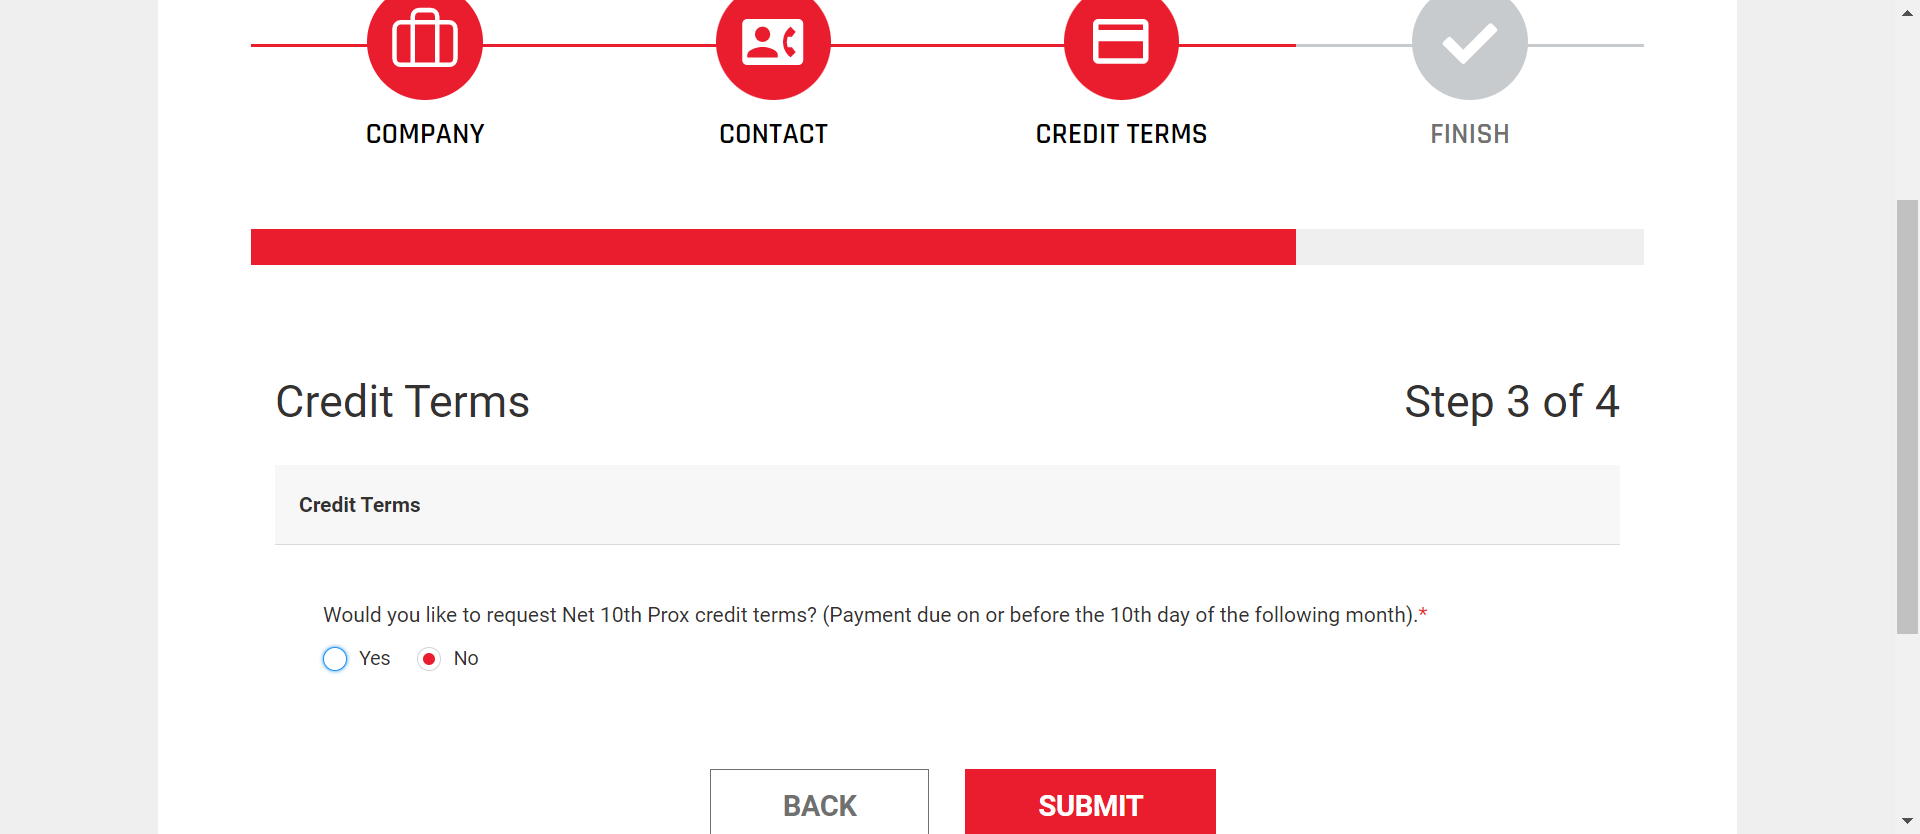 COMPANY CONTACT CREDIT TERMS FINISH
Credit Terms Step 3 of 4
Credit Terms
Would you like to request Net 10th Prox credit terms? (Payment due on or before the 10th day of the following month).*
Yes No
BACK SUBMIT